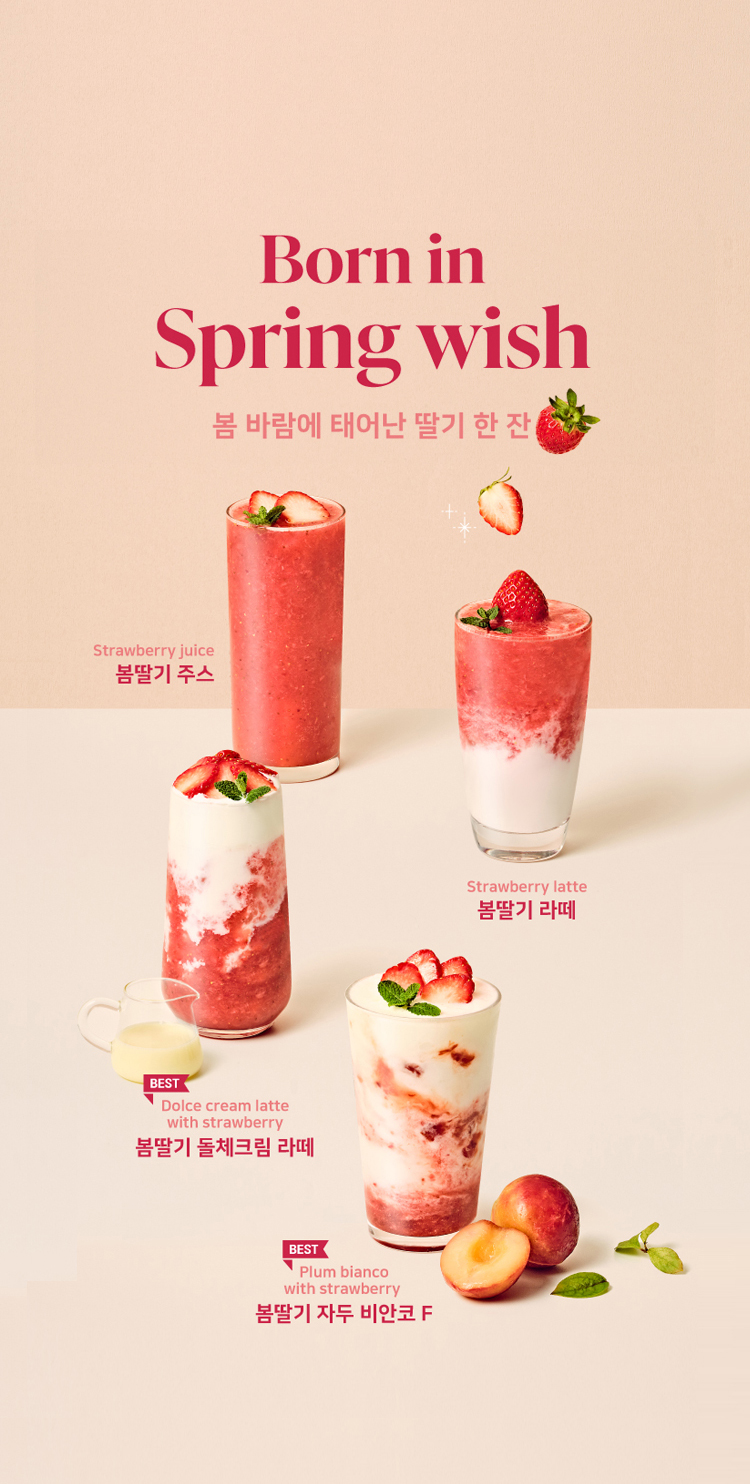 Born in
Spring wish
봄 바람에 태어난 딸기 한 잔
Strawberry juice
봄딸기 주스
Strawberry latte
봄딸기 라떼
BEST
Dolce cream latte
with strawberry
봄딸기 돌체크림 라떼
BEST
Plum bianco
with strawberry
봄딸기 자두 비안코 F